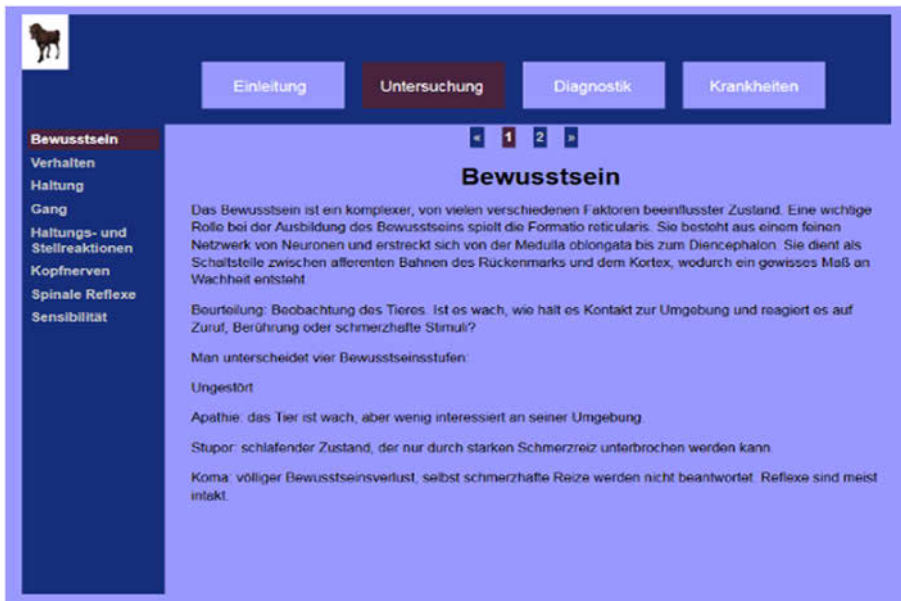 Einleitung Untersuchung Diagnostik Krankheiten
« 1 2 »
Bewusstsein
Verhalten
Haltung
Gang
Haltungs- und
Stellreaktionen
Kopfnerven
Spinale Reflexe
Sensibilität
Bewusstsein
Das Bewusstsein ist ein komplexer, von vielen verschiedenen Faktoren beeinflusster Zustand. Eine wichtige
Rolle bei der Ausbildung des Bewusstseins spielt die Formatio reticularis. Sie besteht aus einem feinen
Netzwerk von Neuronen und erstreckt sich von der Medulla oblongata bis zum Diencephalon. Sie dient als
Schaltstelle zwischen afferenten Bahnen des Rückenmarks und dem Kortex, wodurch ein gewisses Maß an
Wachheit entsteht.
Beurteilung: Beobachtung des Tieres. Ist es wach, wie hält es Kontakt zur Umgebung und reagiert es auf
Zuruf, Berührung oder schmerzhafte Stimuli?
Man unterscheidet vier Bewusstseinsstufen:
Ungestört
Apathie: das Tier ist wach, aber wenig interessiert an seiner Umgebung.
Stupor: schlafender Zustand, der nur durch starken Schmerzreiz unterbrochen werden kann.
Koma: völliger Bewusstseinsverlust, selbst schmerzhafte Reize werden nicht beantwortet. Reflexe sind meist
intakt.